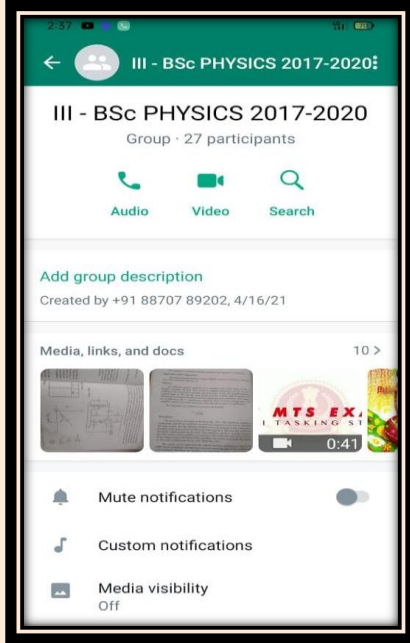 2:37
III - BSc PHYSICS 2017-2020
III - BSc PHYSICS 2017-2020
Group · 27 participants
Audio Video Search
Add group description
Created by +91 88707 89202, 4/16/21
Media, links, and docs 10 >
MTS EX
I TASKING ST
0:41
Mute notifications
Custom notifications
Media visibility
Off